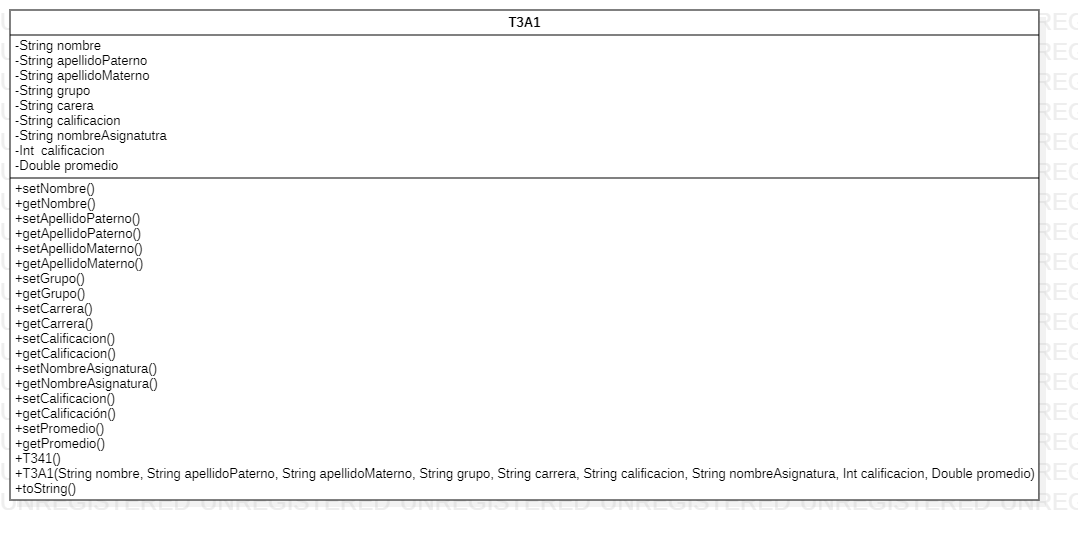 T3A1
-String nombre
-String apellidoPaterno
-String apellidoMaterno
-String grupo
-String carera
-String calificacion
-String nombreAsignatutra
-Int  calificacion
-Double promedio
+setNombre()
+getNombre()
+setApellidoPaterno()
+getApellidoPaterno()
+setApellidoMaterno()
+getApellidoMaterno()
+setGrupo()
+getGrupo()
+setCarrera()
+getCarrera()
+setCalificacion()
+getCalificacion()
+setNombreAsignatura()
+getNombreAsignatura()
+setCalificacion()
+getCalificación()
+setPromedio()
+getPromedio()
+T341()
+T3A1(String nombre, String apellidoPaterno, String apellidoMaterno, String grupo, String carrera, String calificacion, String nombreAsignatura, Int calificacion, Double promedio)
+toString()
UNREGISTERED UNREGISTERED UNREGISTERED UNREGISTERED UNREGISTERED